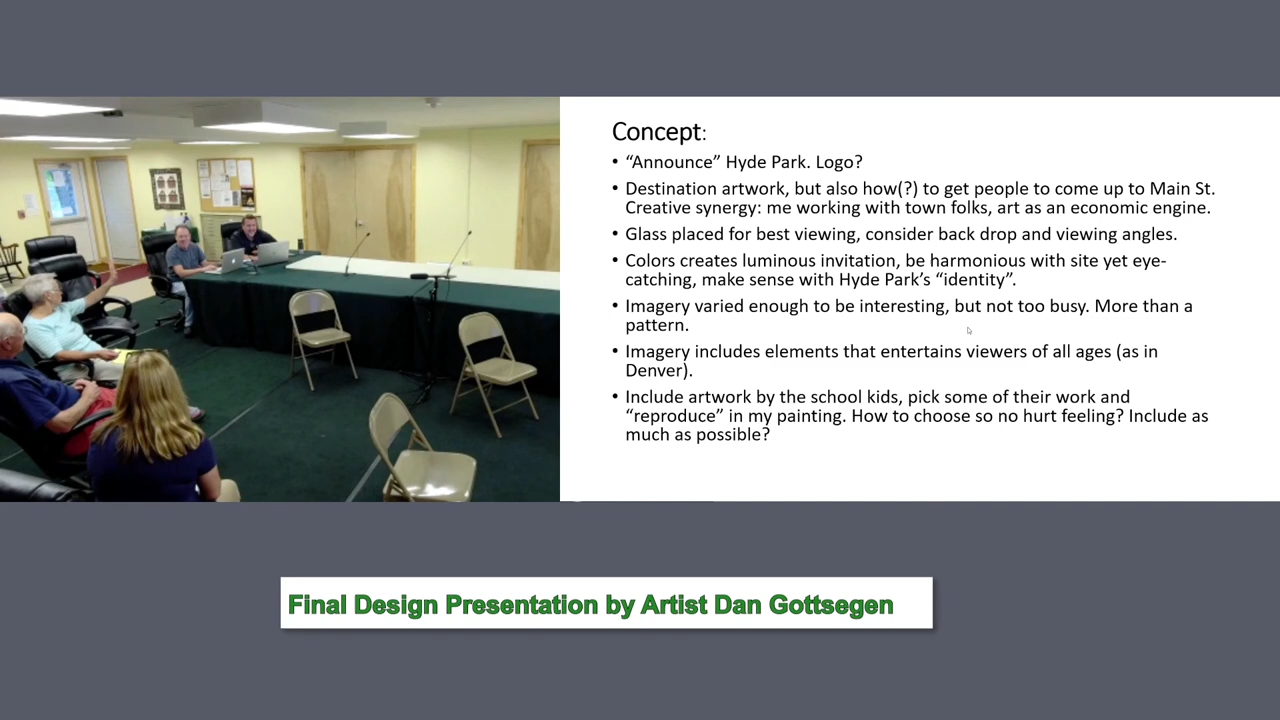 Concept:
• “Announce” Hyde Park. Logo?
• Destination artwork, but also how(?) to get people to come up to Main St.
Creative synergy: me working with town folks, art as an economic engine.
• Glass placed for best viewing, consider back drop and viewing angles.
• Colors creates luminous invitation, be harmonious with site yet eye-
catching, make sense with Hyde Park’s “identity”.
• Imagery varied enough to be interesting, but not too busy. More than a
pattern.
• Imagery includes elements that entertains viewers of all ages (as in
Denver).
• Include artwork by the school kids, pick some of their work and
“reproduce” in my painting. How to choose so no hurt feeling? Include as
much as possible?
Final Design Presentation by Artist Dan Gottsegen